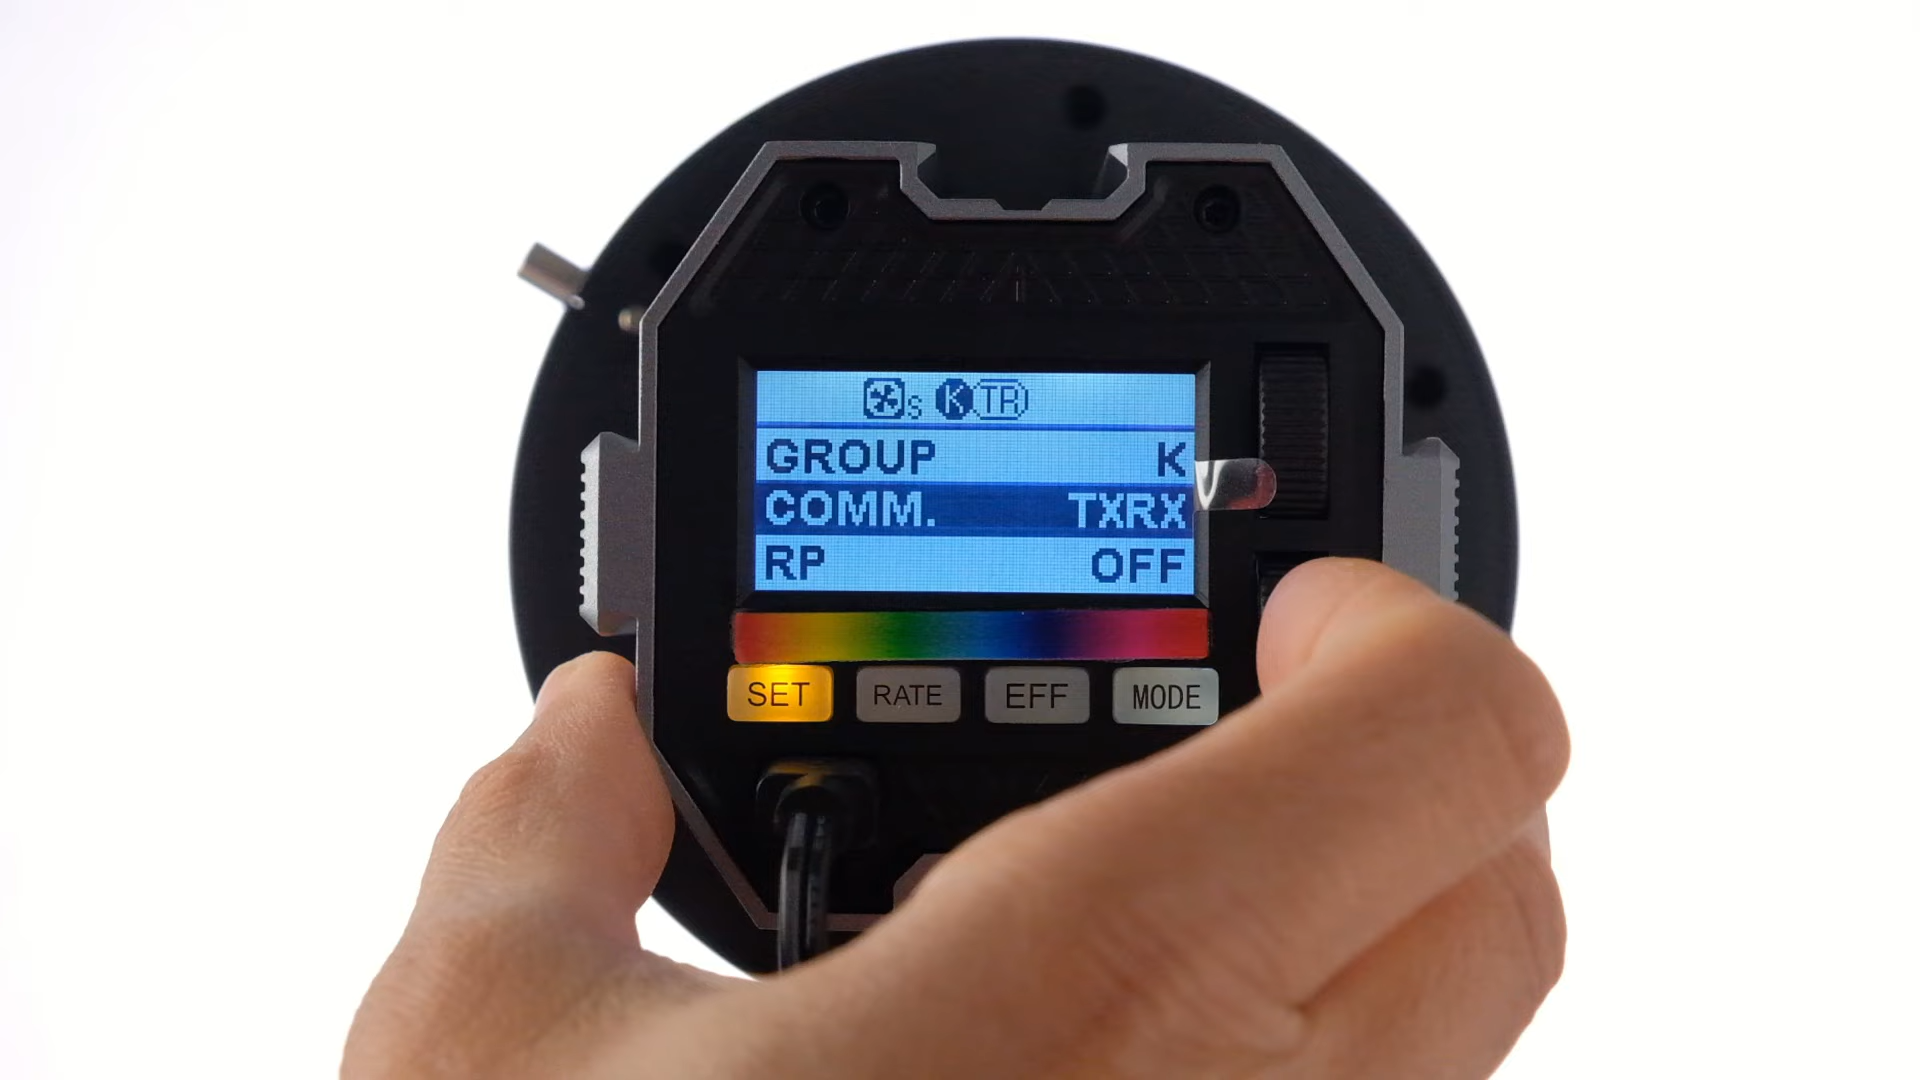 S K TR
GROUP K
COMM. TXRX
RP OFF
SET RATE EFF MODE